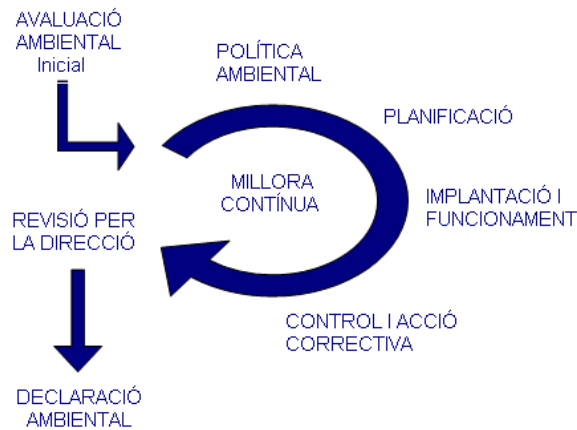 AVALUACIÓ
AMBIENTAL
Inicial
POLÍTICA
AMBIENTAL
PLANIFICACIÓ
MILLORA
CONTÍNUA
IMPLANTACIÓ I
FUNCIONAMENT
REVISIÓ PER
LA DIRECCIÓ
CONTROL I ACCIÓ
CORRECTIVA
DECLARACIÓ
AMBIENTAL